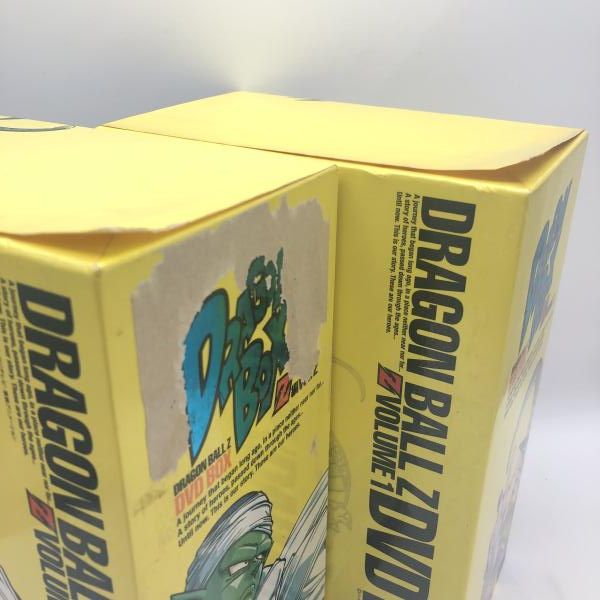 DRAGON BALL
Z VOLUME
DRAGON
BOX
Z
DRAGON BALL Z
DVD BOX
A journey that began long ago, in a place neither near nor far...
A story of heroes, passed down through the ages...
Until now. This is our story. These are our heroes.
DRAGON BALL Z DVD
Z VOLUME-1
A journey that began long ago, in a place neither near nor far...
A story of heroes, passed down through the ages...
Until now. This is our story. These are our heroes.